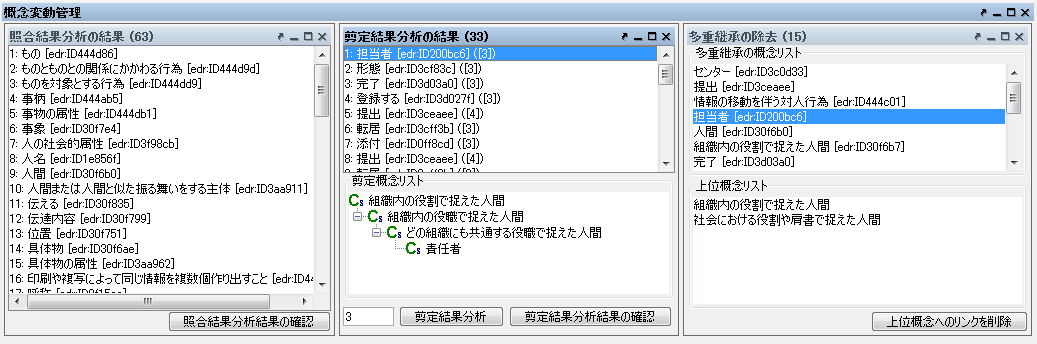 概念変動管理
照合結果分析の結果 (63)
1: もの [edr:ID444d86]
2: ものとものとの関係にかかわる行為 [edr:ID444d9d]
3: ものを対象とする行為 [edr:ID444dd9]
4: 事柄 [edr:ID444ab5]
5: 事物の属性 [edr:ID444db1]
6: 事象 [edr:ID30f7e4]
7: 人の社会的属性 [edr:ID3f98cb]
8: 人名 [edr:ID1e856f]
9: 人間 [edr:ID30f6b0]
10: 人間または人間と似た振る舞いをする主体 [edr:ID3aa911]
11: 伝える [edr:ID30f835]
12: 伝達内容 [edr:ID30f799]
13: 位置 [edr:ID30f751]
14: 具体物 [edr:ID30f6ae]
15: 具体物の属性 [edr:ID3aa962]
16: 印刷や複写によって同じ情報を複数個作り出すこと [edr:ID44
照合結果分析結果の確認
剪定結果分析の結果 (33)
1: 担当者 [edr:ID200bc6] ([3])
2: 形態 [edr:ID3cf83c] ([3])
3: 完了 [edr:ID3d03a0] ([3])
4: 登録する [edr:ID3d027f] ([3])
5: 提出 [edr:ID3ceaee] ([4])
6: 転居 [edr:ID3cff3b] ([3])
7: 添付 [edr:ID0ff8cd] ([3])
8: 提出 [edr:ID3ceaee] ([4])
剪定概念リスト
Cs 組織内の役割で捉えた人間
Cs 組織内の役職で捉えた人間
Cs どの組織にも共通する役職で捉えた人間
Cs 責任者
3
剪定結果分析
剪定結果分析結果の確認
多重継承の除去 (15)
多重継承の概念リスト
センター [edr:ID3c0d33]
提出 [edr:ID3ceaee]
情報の移動を伴う対人行為 [edr:ID444c01]
担当者 [edr:ID200bc6]
人間 [edr:ID30f6b0]
組織内の役割で捉えた人間 [edr:ID30f6b7]
完了 [edr:ID3d03a0]
上位概念リスト
組織内の役割で捉えた人間
社会における役割や肩書で捉えた人間
上位概念へのリンクを削除